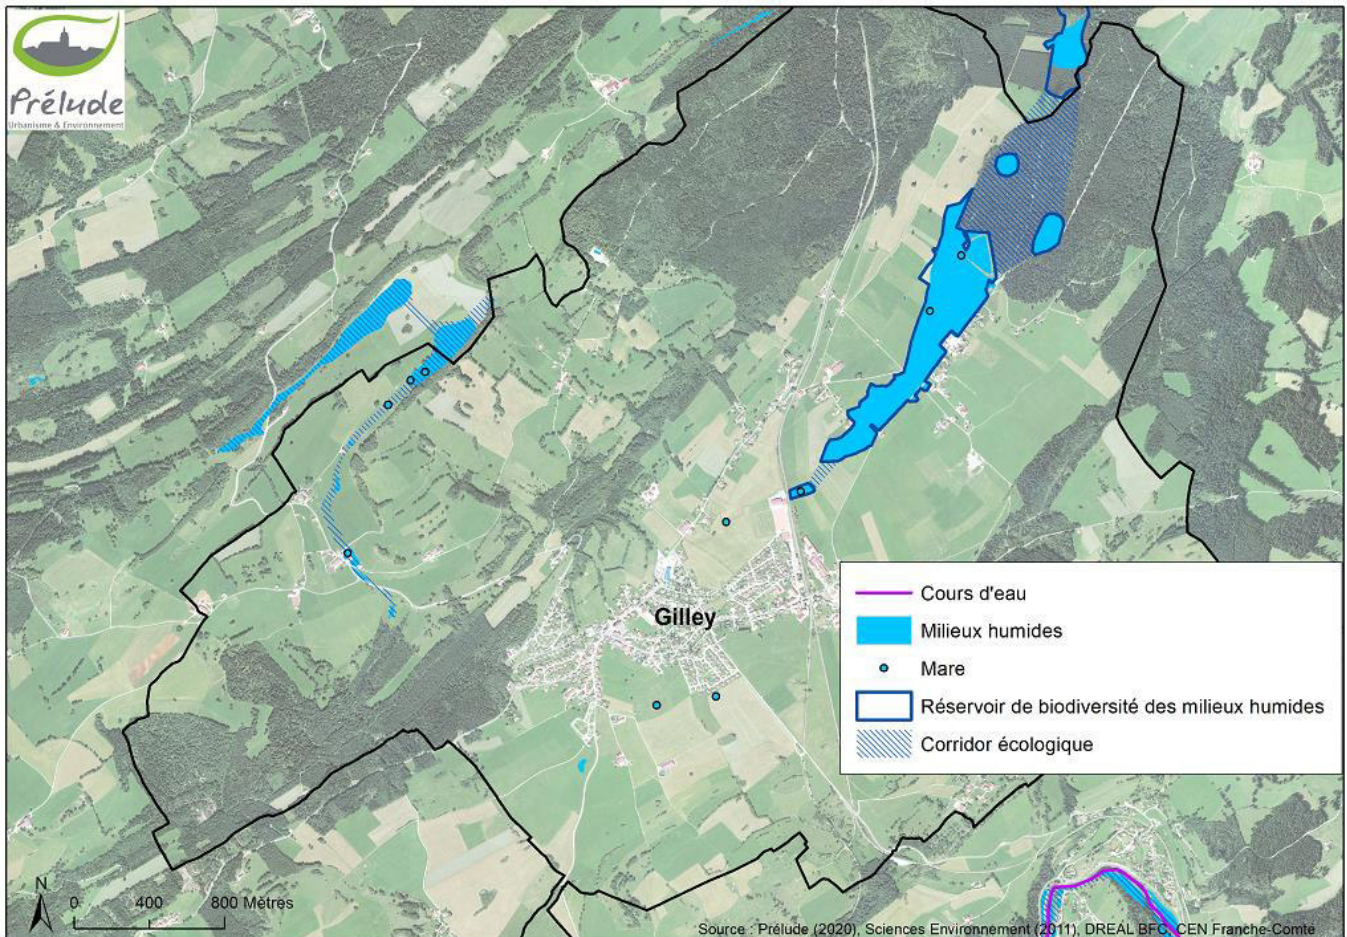 Prélude
Urbanisme & Environnement
Gilley
Cours d'eau
Milieux humides
Mare
Réservoir de biodiversité des milieux humides
Corridor écologique
N
0 400 800 Mètres
Source : Prélude (2020), Sciences Environnement (2011), DREAL BFC, CEN Franche-Comté